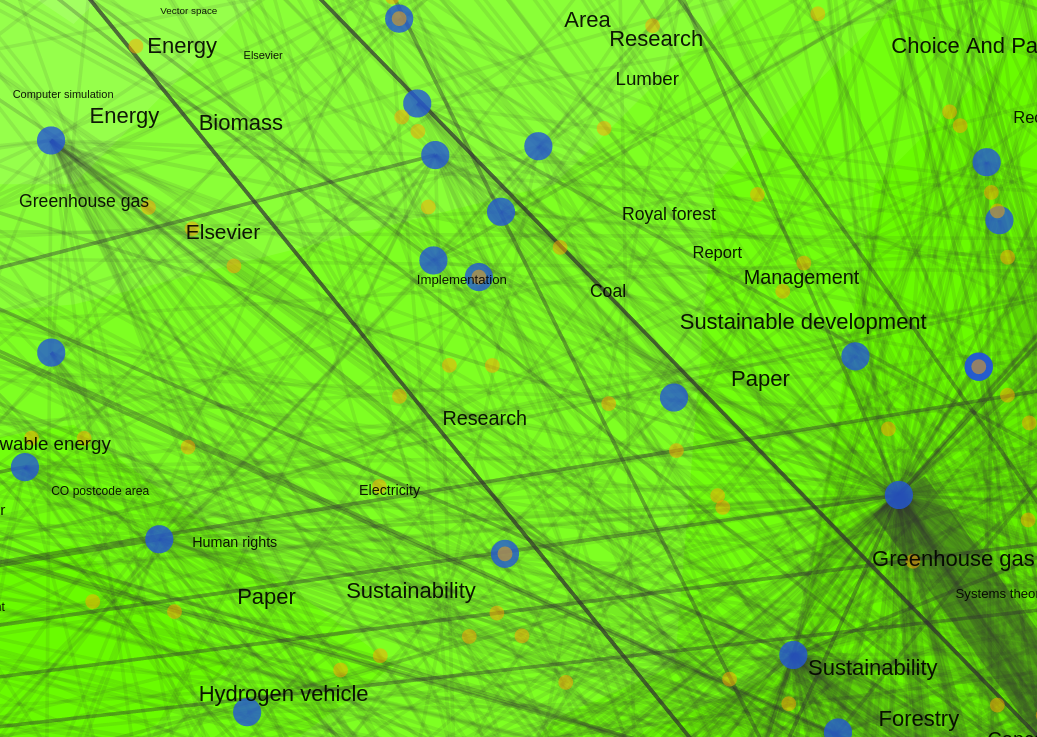 Vector space
Area
Research
Energy
Elsevier
Choice And Pa
Lumber
Computer simulation
Energy
Biomass
Rec
Greenhouse gas
Royal forest
Elsevier
Report
Management
Implementation
Coal
Sustainable development
Paper
Research
wable energy
CO postcode area
Electricity
r
Human rights
Greenhouse gas
Paper
Sustainability
Systems theor
Sustainability
Hydrogen vehicle
Forestry